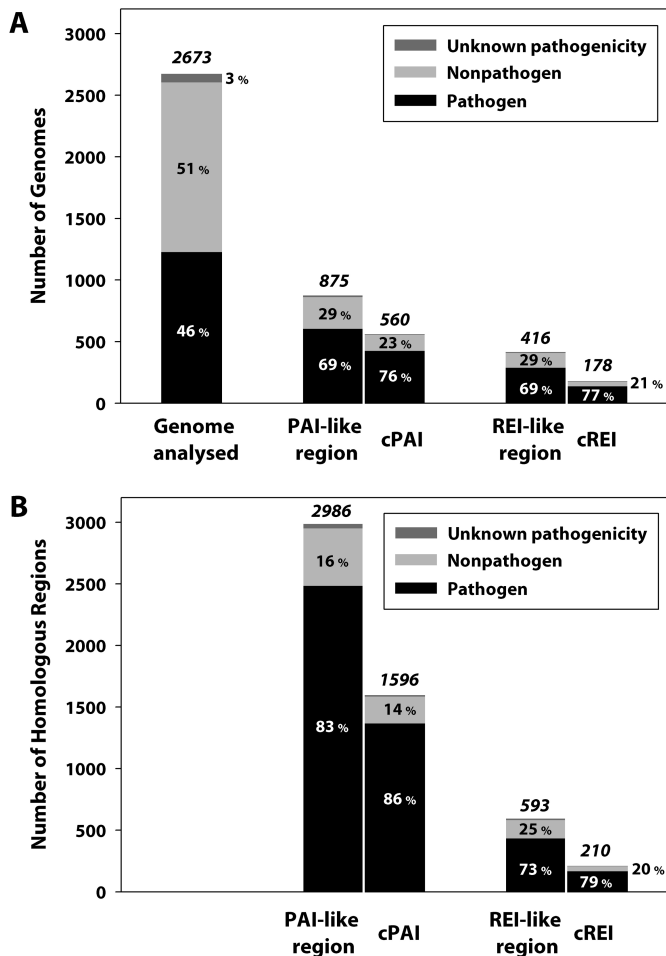 A
Number of Genomes
3000
2500
2000
1500
1000
500
0
Unknown pathogenicity
Nonpathogen
Pathogen
2673
3 %
51 %
46 %
875
29 %
69 %
560
23 %
76 %
416
29 %
69 %
178
21 %
77 %
Genome
analysed
PAI-like
region
cPAI
REI-like
region
cREI
B
Number of Homologous Regions
3000
2500
2000
1500
1000
500
0
Unknown pathogenicity
Nonpathogen
Pathogen
2986
16 %
83 %
1596
14 %
86 %
593
25 %
73 %
210
20 %
79 %
PAI-like
region
cPAI
REI-like
region
cREI